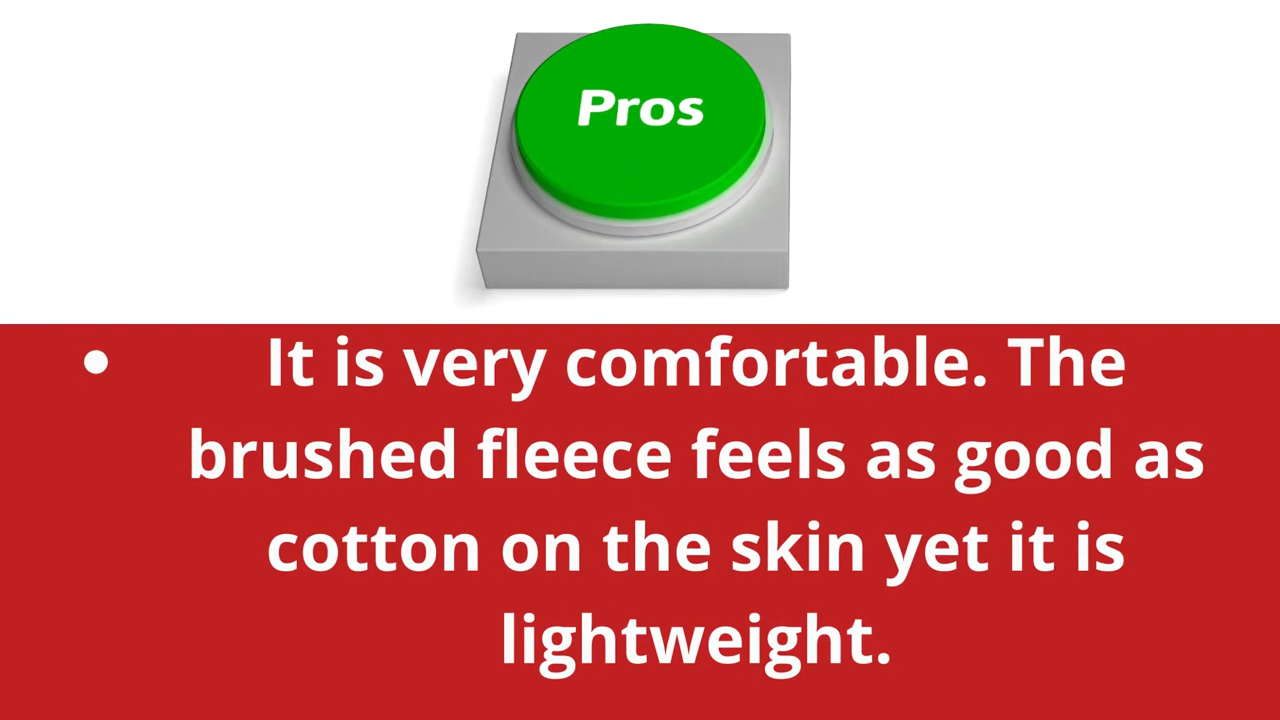 Pros
• It is very comfortable. The
brushed fleece feels as good as
cotton on the skin yet it is
lightweight.